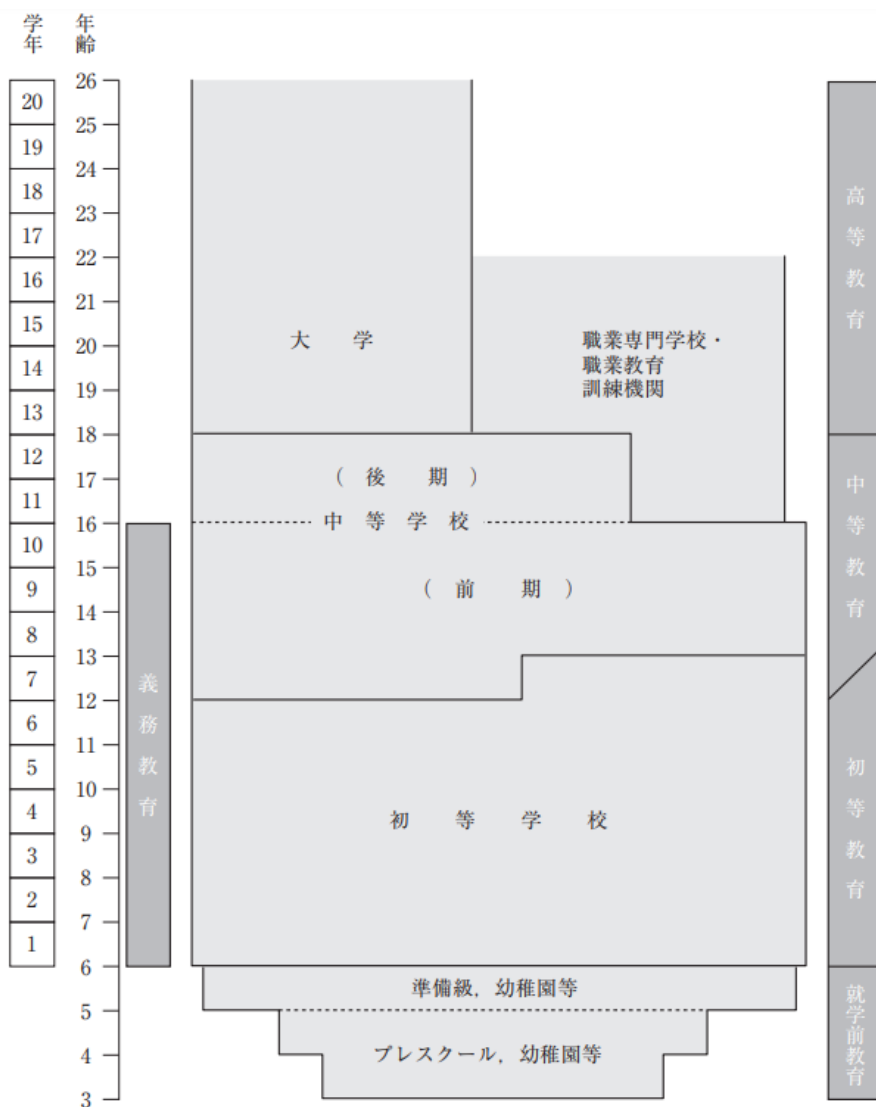 学年
年齢
26
20
25
19
24
18
23
17
22
16
21
15
20
14
19
13
18
12
17
11
16
10
15
9
14
8
13
7
12
6
11
5
10
4
9
3
8
2
7
1
6
5
4
3
義務教育
大学
職業専門学校・
職業教育
訓練機関
(後期)
中等学校
(前期)
初等学校
準備級，幼稚園等
プレスクール，幼稚園等
高等教育
中等教育
初等教育
就学前教育